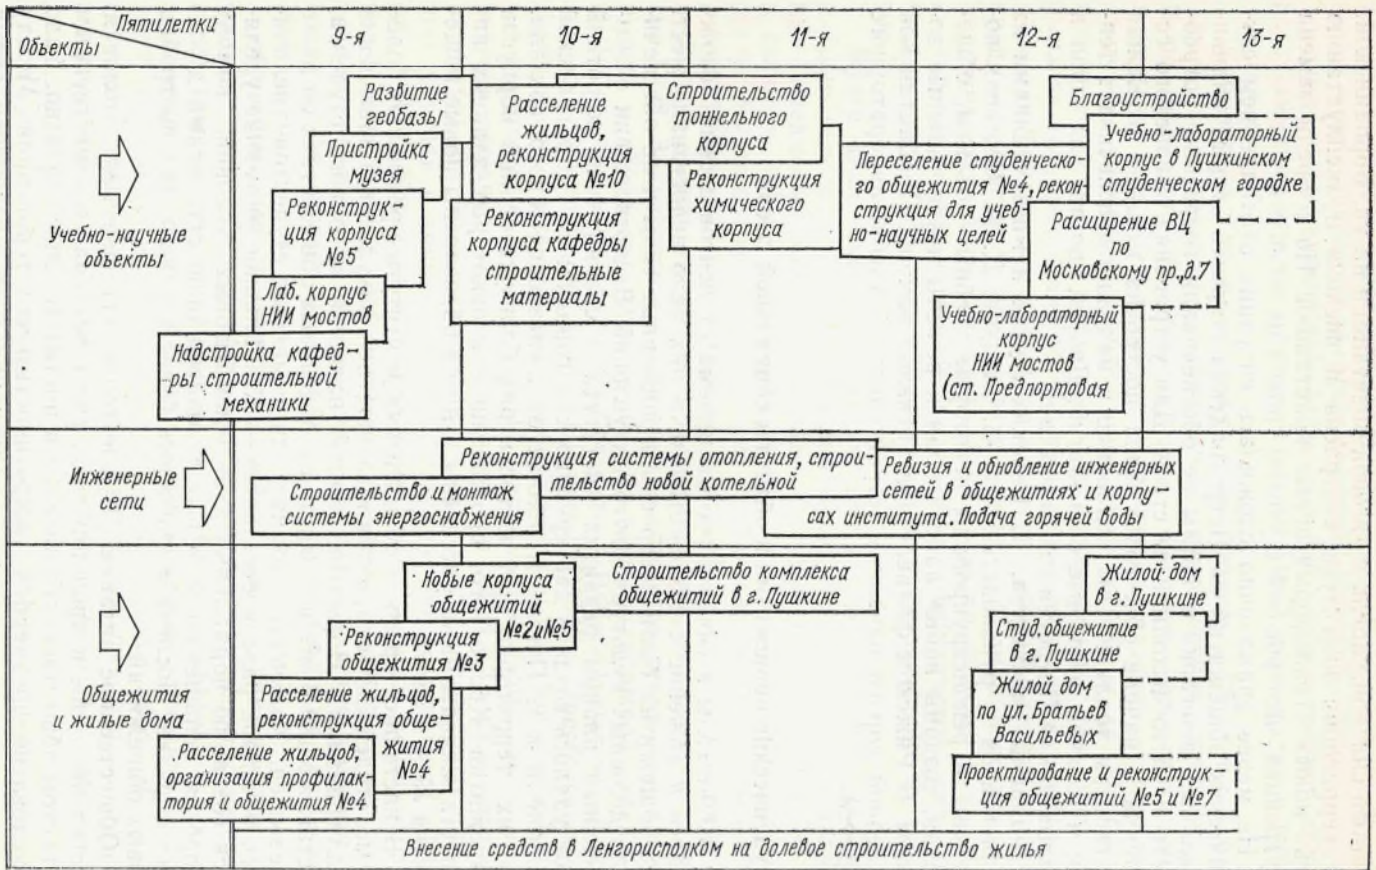 Пятилетки
Объекты
9-я
10-я
11-я
12-я
13-я
Учебно-научные
объекты
Развитие
геобазы
Пристройка
музея
Реконструк-
ция корпуса
№5
Лаб. корпус
НИИ мостов
Надстройка кафед-
ры строительной
механики
Расселение
жильцов,
реконструкция
корпуса №10
Реконструкция
корпуса кафедры
строительные
материалы
Строительство
тоннельного
корпуса
Реконструкция
химического
корпуса
Переселение студенческо-
го общежития №4, рекон-
струкция для учеб-
но-научных целей
Благоустройство
Учебно-лабораторный
корпус в Пушкинском
студенческом городке
Расширение ВЦ
по
Московскому пр.,д.7
Учебно-лабораторный
корпус
НИИ мостов
(ст. Предпортовая
Инженерные
сети
Строительство и монтаж
системы энергоснабжения
Реконструкция системы отопления, строи-
тельство новой котельной
Ревизия и обновление инженерных
сетей в общежитиях и корпу-
сах института. Подача горячей воды
Общежития
и жилые дома
Новые корпуса
общежитий
№2и№5
Реконструкция
общежития №3
Расселение жильцов,
реконструкция обще-
жития
№4
Расселение жильцов,
организация профилак-
тория и общежития №4
Строительство комплекса
общежитий в г. Пушкине
Жилой дом
в г. Пушкине
Студ. общежитие
в г. Пушкине
Жилой дом
по ул. Братьев
Васильевых
Проектирование и реконструк-
ция общежитий №5 и №7
Внесение средств в Ленгорисполком на долевое строительство жилья